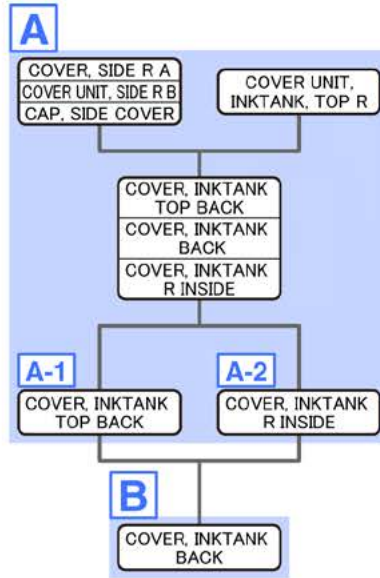 A
COVER, SIDE R A
COVER UNIT, SIDE R B
CAP, SIDE COVER
COVER UNIT,
INKTANK, TOP R
COVER, INKTANK
TOP BACK
COVER, INKTANK
BACK
COVER, INKTANK
R INSIDE
A-1
COVER, INKTANK
TOP BACK
A-2
COVER, INKTANK
R INSIDE
B
COVER, INKTANK
BACK